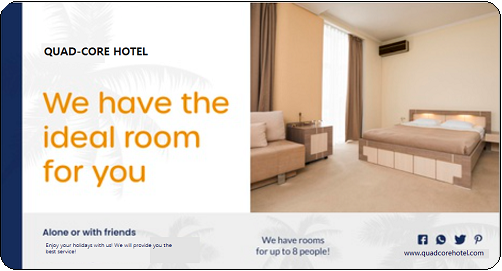 QUAD-CORE HOTEL
We have the
ideal room
for you
Alone or with friends
Enjoy your holidays with us! We will provide you the
best service!
We have rooms
for up to 8 people!
www.quadcorehotel.com